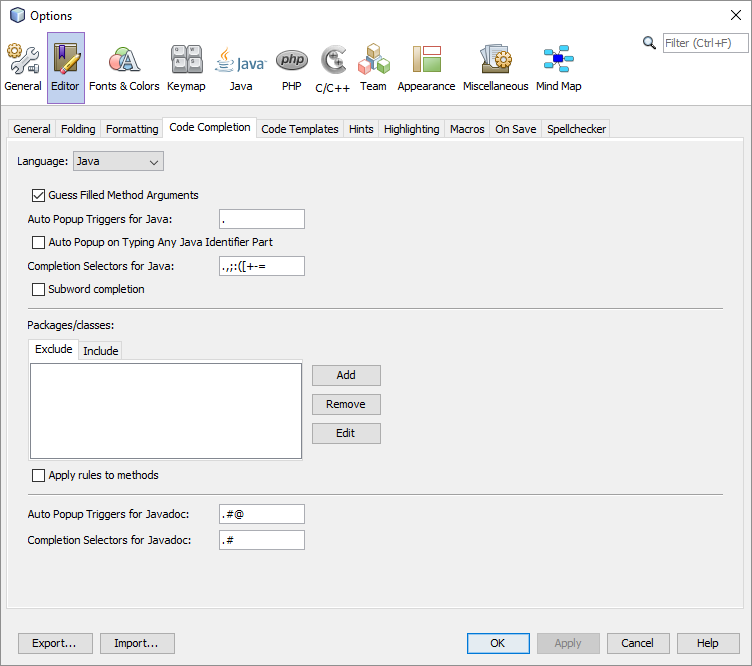 Options
Filter (Ctrl+F)
General Editor Fonts & Colors Keymap Java PHP C/C++ Team Appearance Miscellaneous Mind Map
General Folding Formatting Code Completion Code Templates Hints Highlighting Macros On Save Spellchecker
Language: Java
Guess Filled Method Arguments
Auto Popup Triggers for Java: .
Auto Popup on Typing Any Java Identifier Part
Completion Selectors for Java: .,;:([+-=
Subword completion
Packages/classes:
Exclude Include
Add
Remove
Edit
Apply rules to methods
Auto Popup Triggers for Javadoc: .#@
Completion Selectors for Javadoc: .#
Export... Import... OK Apply Cancel Help